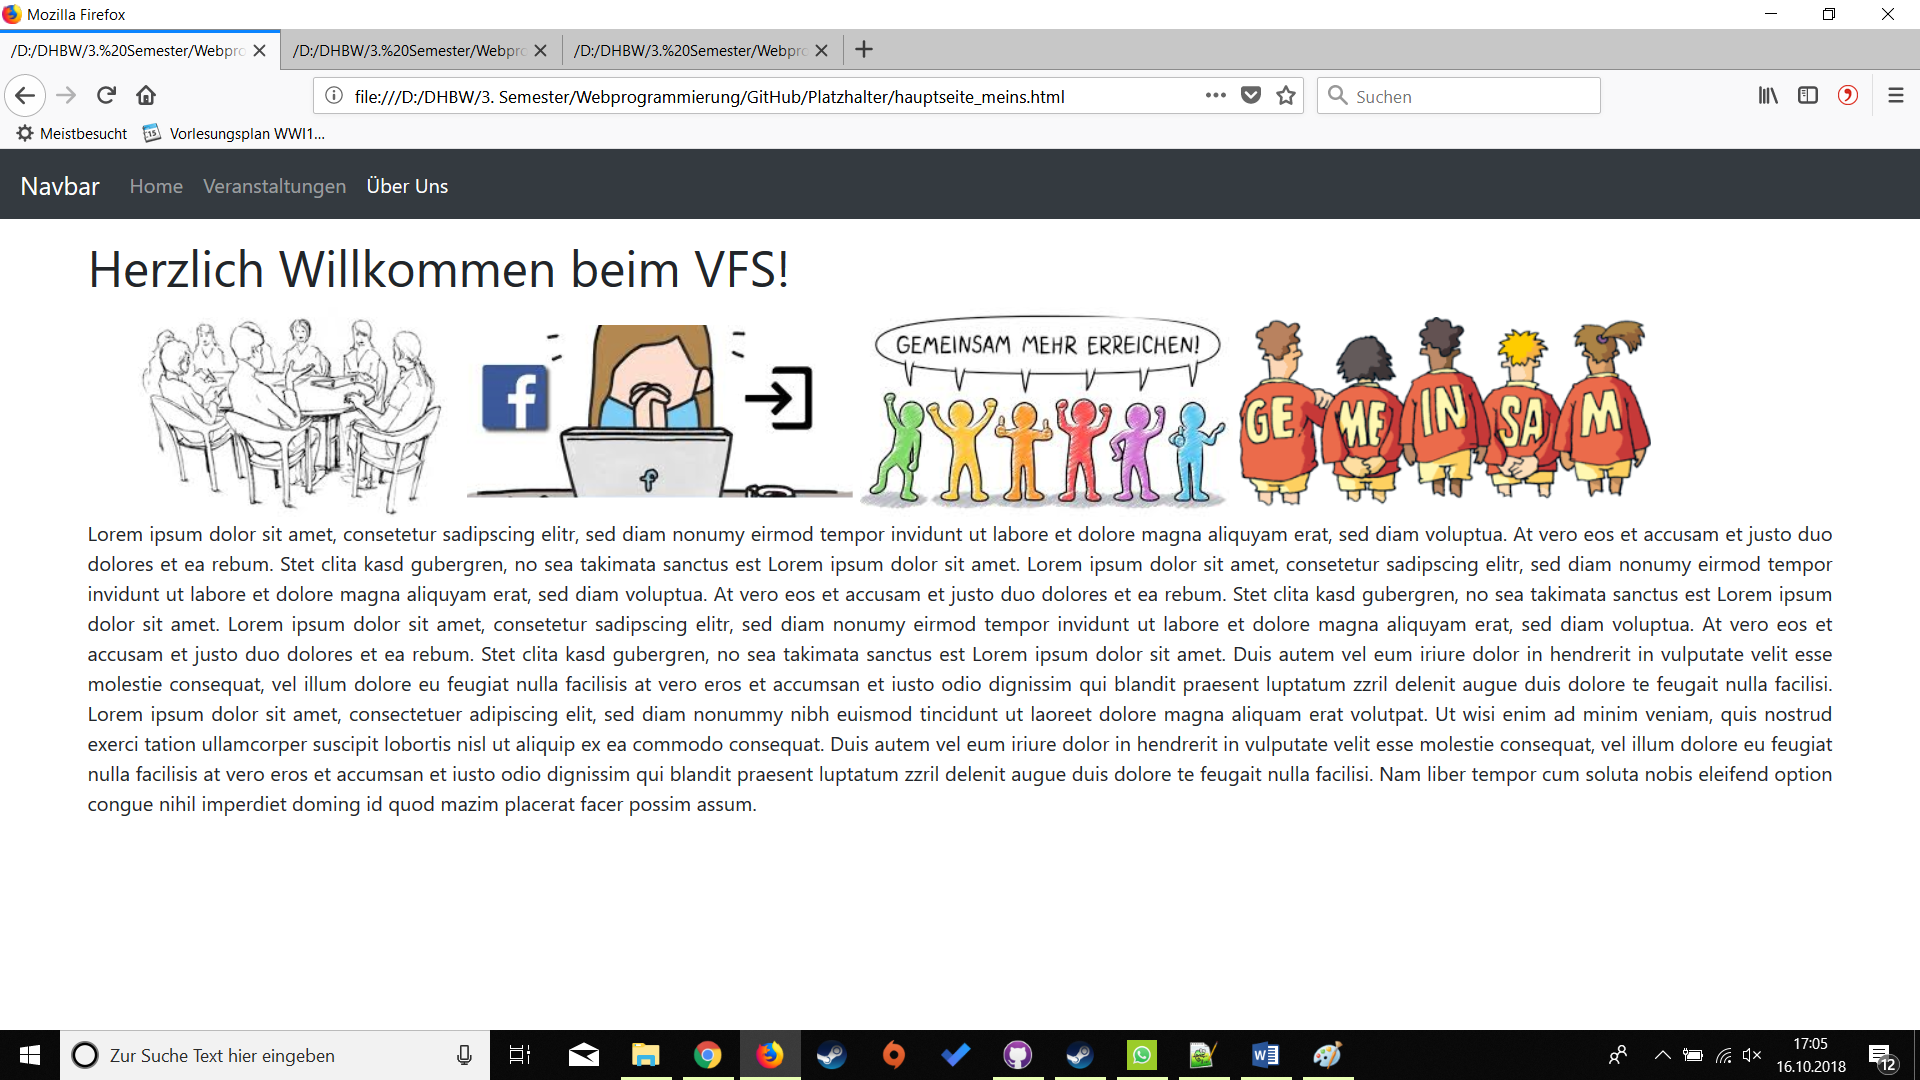 Mozilla Firefox
/D:/DHBW/3.%20Semester/Webpro
/D:/DHBW/3.%20Semester/Webpro
/D:/DHBW/3.%20Semester/Webpro
file:///D:/DHBW/3. Semester/Webprogrammierung/GitHub/Platzhalter/hauptseite_meins.html
Suchen
Meistbesucht
Vorlesungsplan WWI1...
Navbar Home Veranstaltungen Über Uns
Herzlich Willkommen beim VFS!
GEMEINSAM MEHR ERREICHEN!
GE ME IN SA M
Lorem ipsum dolor sit amet, consetetur sadipscing elitr, sed diam nonumy eirmod tempor invidunt ut labore et dolore magna aliquyam erat, sed diam voluptua. At vero eos et accusam et justo duo
dolores et ea rebum. Stet clita kasd gubergren, no sea takimata sanctus est Lorem ipsum dolor sit amet. Lorem ipsum dolor sit amet, consetetur sadipscing elitr, sed diam nonumy eirmod tempor
invidunt ut labore et dolore magna aliquyam erat, sed diam voluptua. At vero eos et accusam et justo duo dolores et ea rebum. Stet clita kasd gubergren, no sea takimata sanctus est Lorem ipsum
dolor sit amet. Lorem ipsum dolor sit amet, consetetur sadipscing elitr, sed diam nonumy eirmod tempor invidunt ut labore et dolore magna aliquyam erat, sed diam voluptua. At vero eos et
accusam et justo duo dolores et ea rebum. Stet clita kasd gubergren, no sea takimata sanctus est Lorem ipsum dolor sit amet. Duis autem vel eum iriure dolor in hendrerit in vulputate velit esse
molestie consequat, vel illum dolore eu feugiat nulla facilisis at vero eros et accumsan et iusto odio dignissim qui blandit praesent luptatum zzril delenit augue duis dolore te feugait nulla facilisi.
Lorem ipsum dolor sit amet, consectetuer adipiscing elit, sed diam nonummy nibh euismod tincidunt ut laoreet dolore magna aliquam erat volutpat. Ut wisi enim ad minim veniam, quis nostrud
exerci tation ullamcorper suscipit lobortis nisl ut aliquip ex ea commodo consequat. Duis autem vel eum iriure dolor in hendrerit in vulputate velit esse molestie consequat, vel illum dolore eu feugiat
nulla facilisis at vero eros et accumsan et iusto odio dignissim qui blandit praesent luptatum zzril delenit augue duis dolore te feugait nulla facilisi. Nam liber tempor cum soluta nobis eleifend option
congue nihil imperdiet doming id quod mazim placerat facer possim assum.
Zur Suche Text hier eingeben
17:05
16.10.2018
12